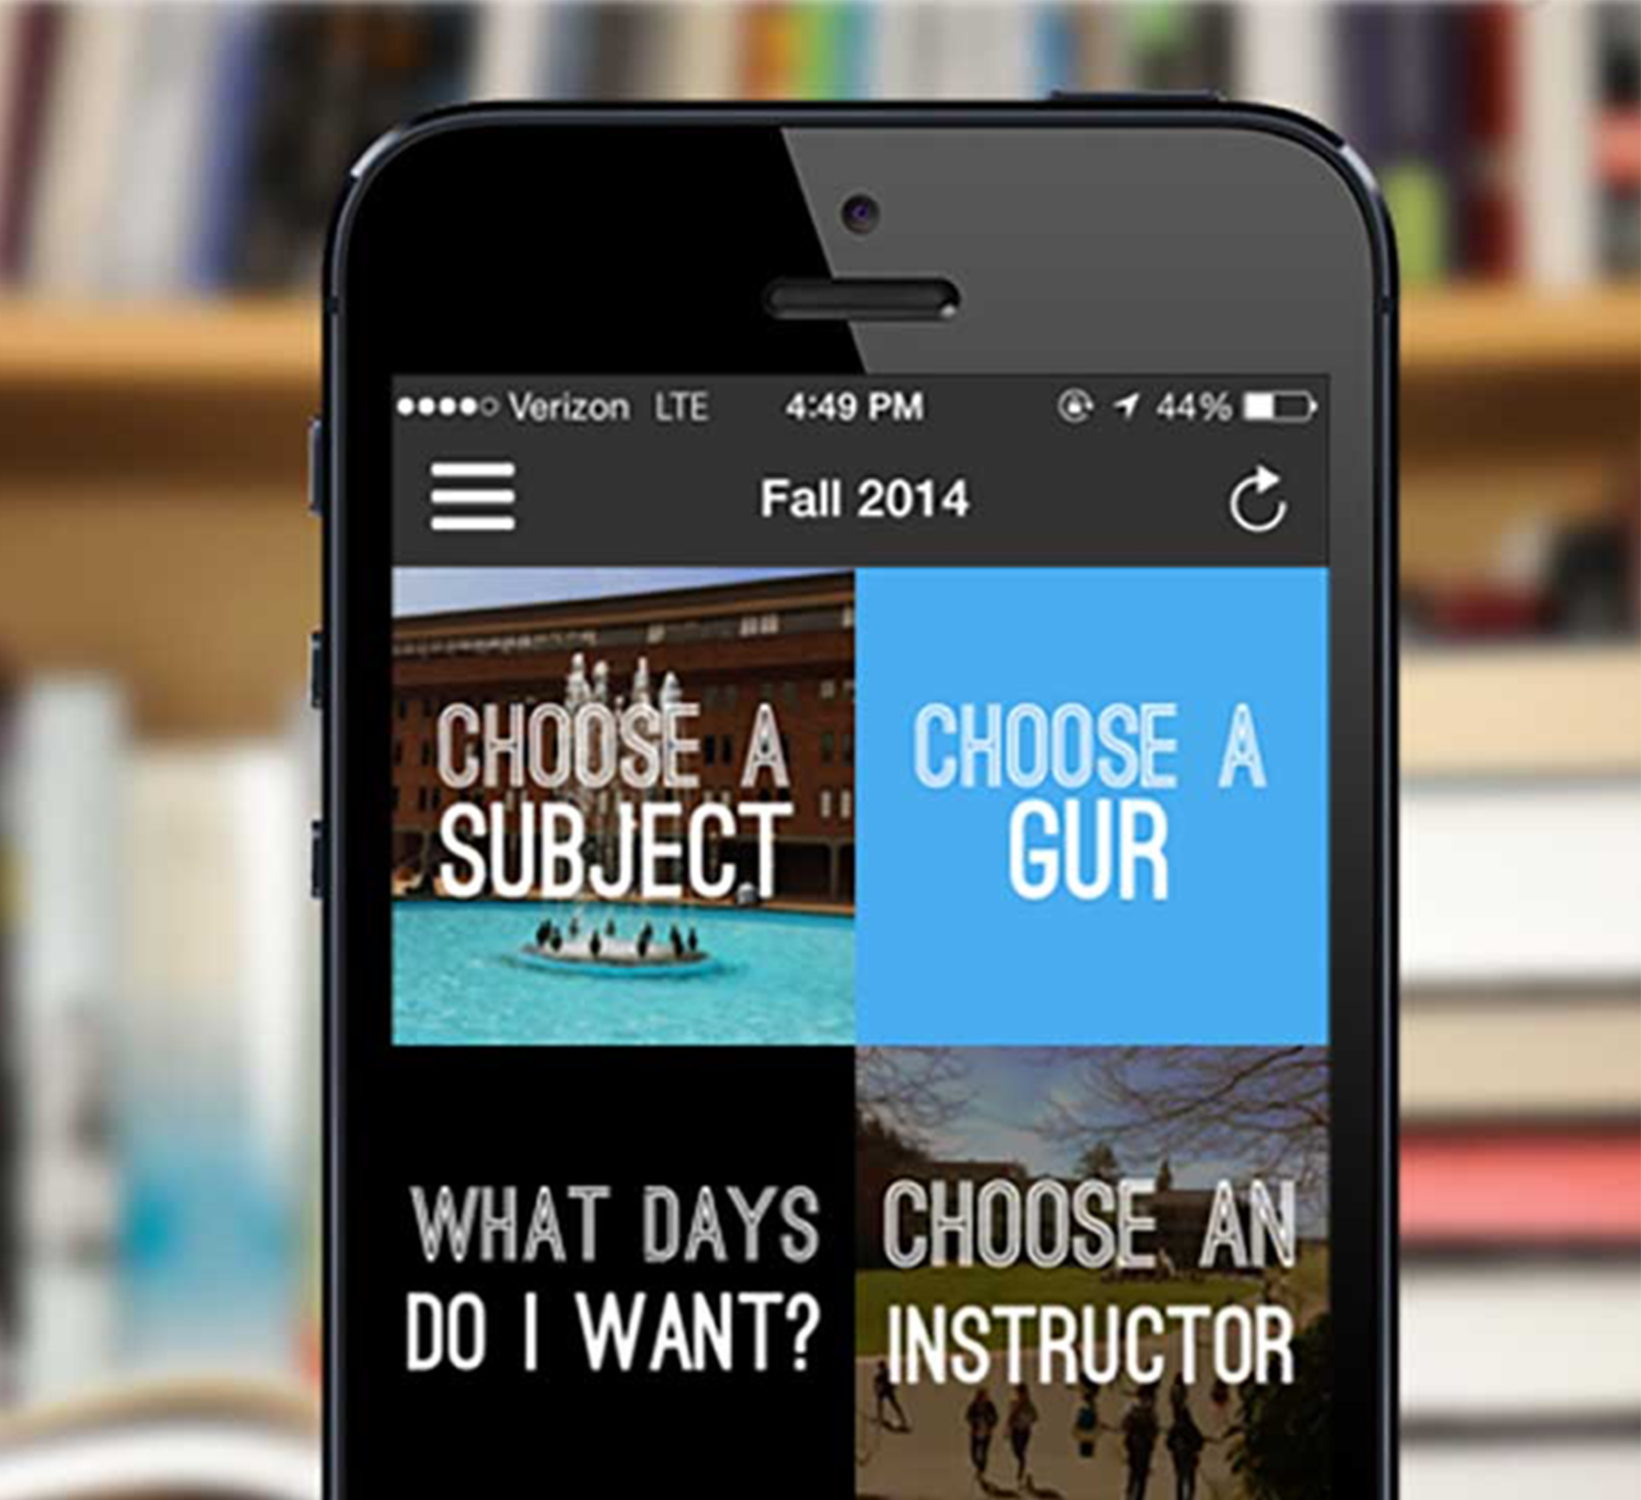 Verizon LTE 4:49 PM 44%
Fall 2014
CHOOSE A
SUBJECT
CHOOSE A
GUR
WHAT DAYS
DO I WANT?
CHOOSE AN
INSTRUCTOR